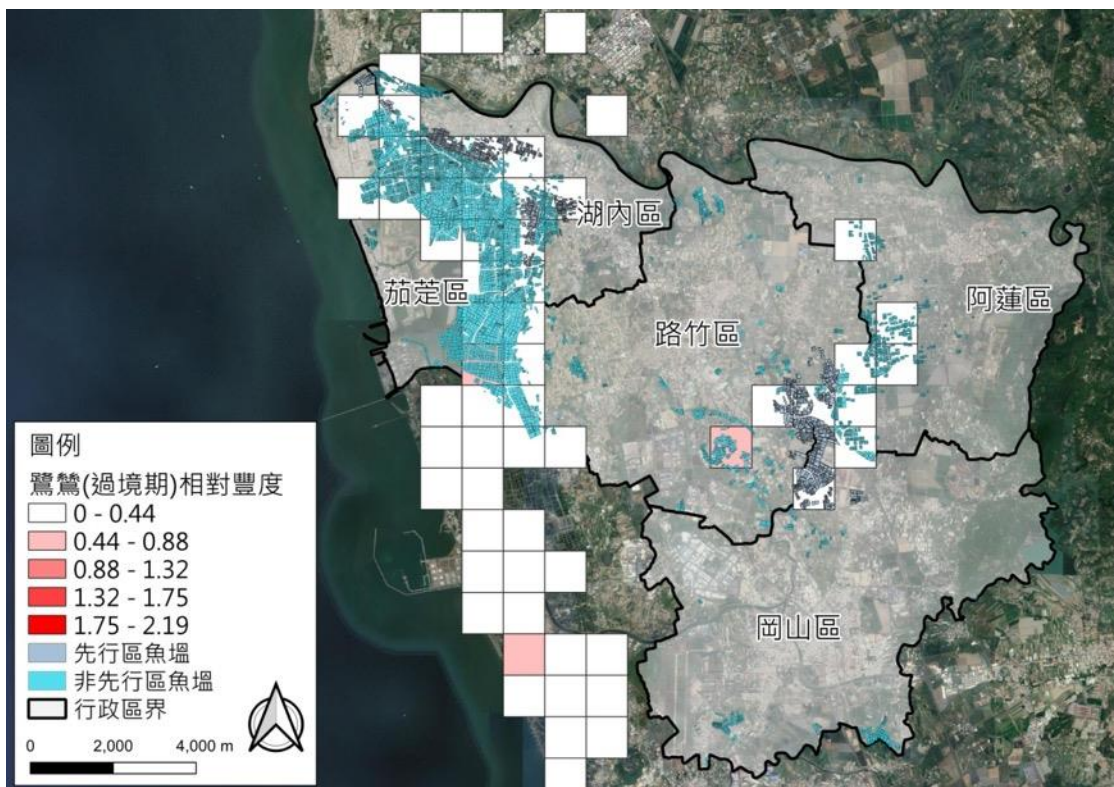 湖內區
茄萣區
阿蓮區
路竹區
岡山區
圖例
鷺鷥(過境期)相對豐度
0 - 0.44
0.44 - 0.88
0.88 - 1.32
1.32 - 1.75
1.75 - 2.19
先行區魚塭
非先行區魚塭
行政區界
0 2,000 4,000 m